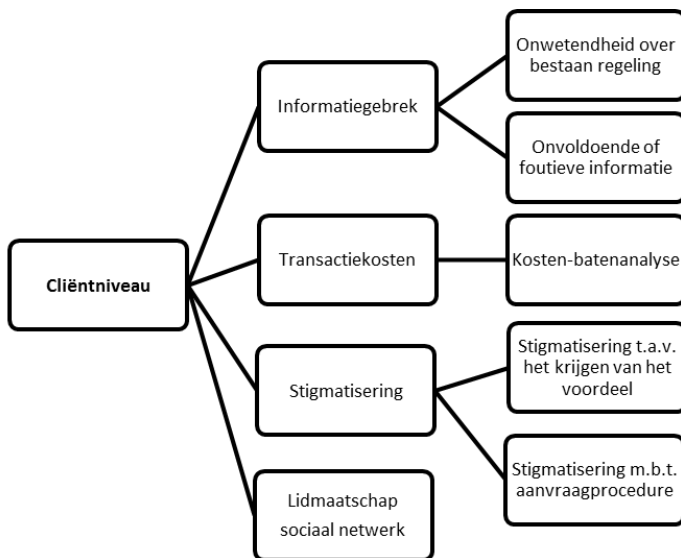 Cliëntniveau
Informatiegebrek
Onwetendheid over
bestaan regeling
Onvoldoende of
foutieve informatie
Transactiekosten
Kosten-batenanalyse
Stigmatisering
Stigmatisering t.a.v.
het krijgen van het
voordeel
Stigmatisering m.b.t.
aanvraagprocedure
Lidmaatschap
sociaal netwerk